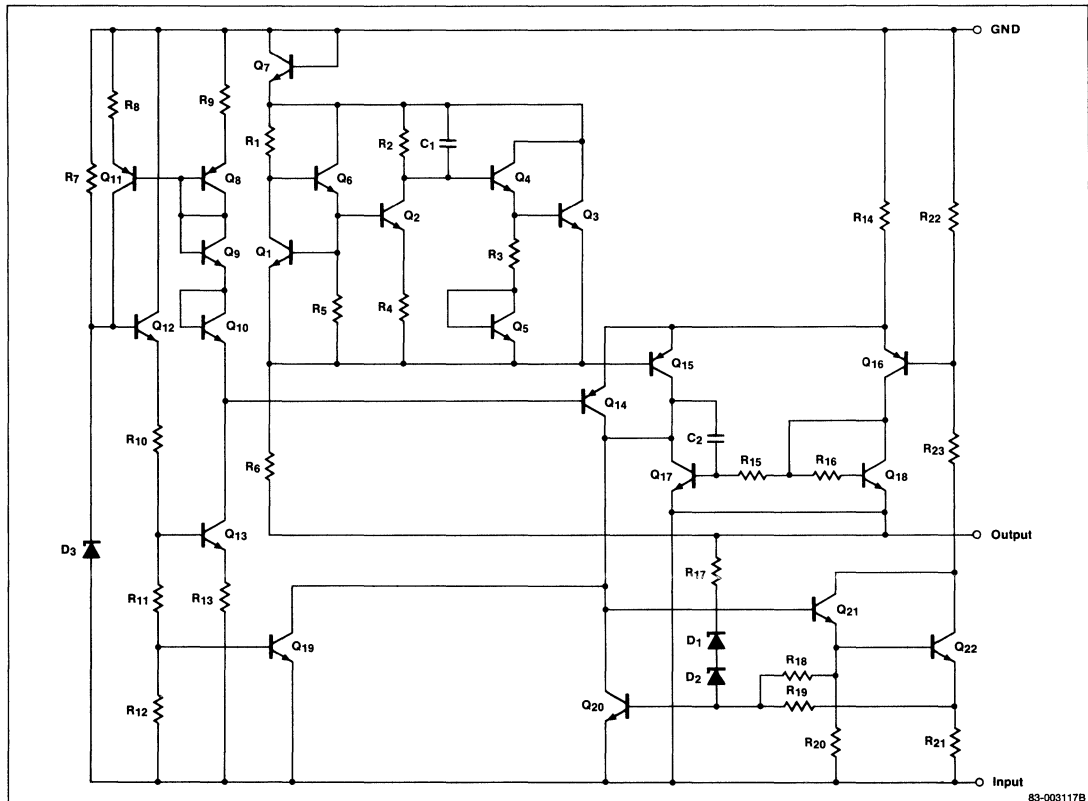 GND
Q7
R8
R9
R1
R2
C1
R7
Q11
Q8
Q6
Q4
Q2
Q3
R14
R22
Q9
Q1
R3
R5
R4
Q12
Q10
Q5
Q15
Q16
Q14
R10
R6
C2
R15
R16
R23
Q17
Q18
D3
Q13
Output
R17
R11
R13
Q21
Q19
D1
Q22
D2
R18
R12
R19
Q20
R20
R21
Input
83-003117B